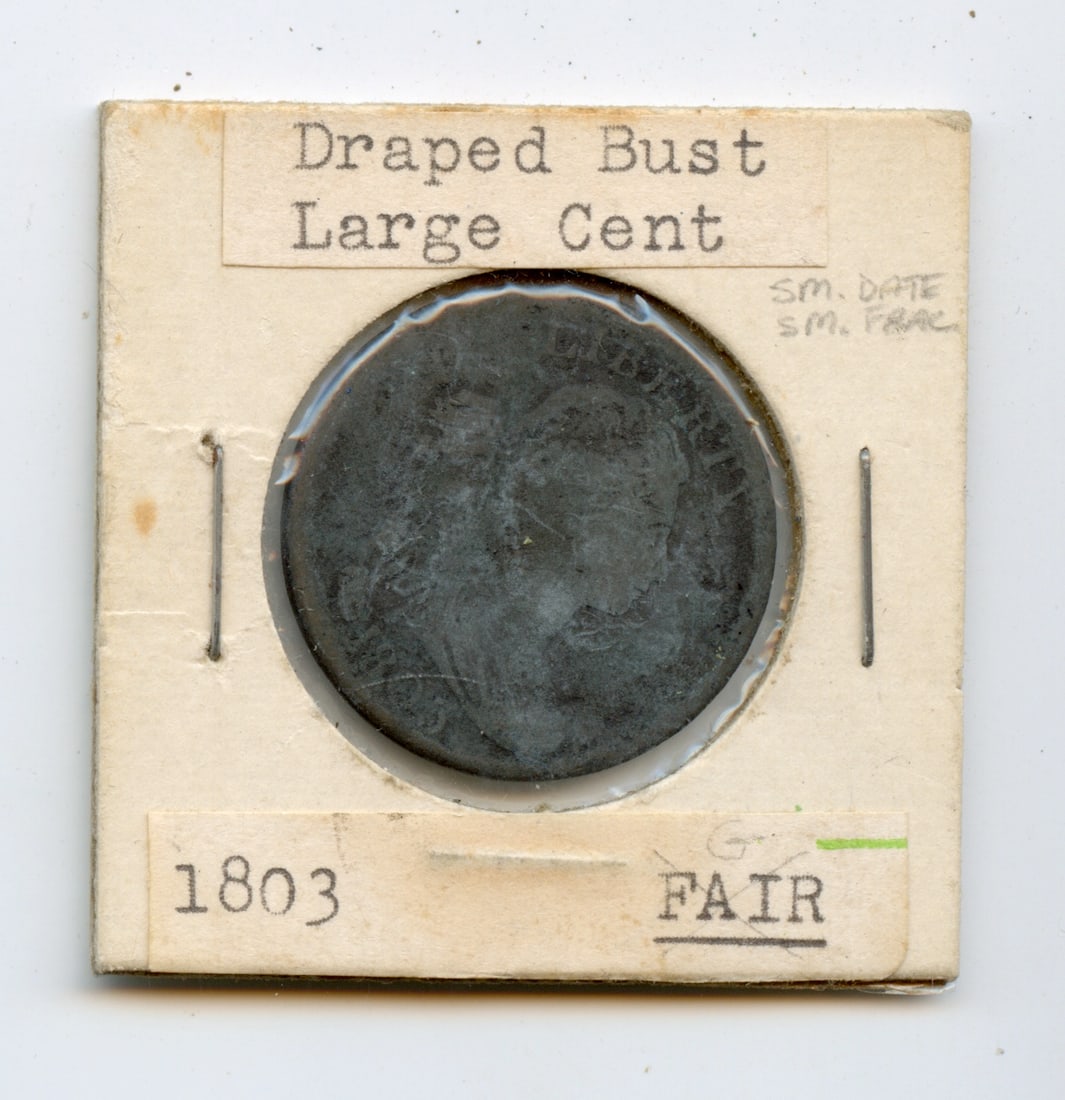 Draped Bust
Large Cent
SM. DATE
SM. FRAC.
LIBERTY
1803
G
FAIR